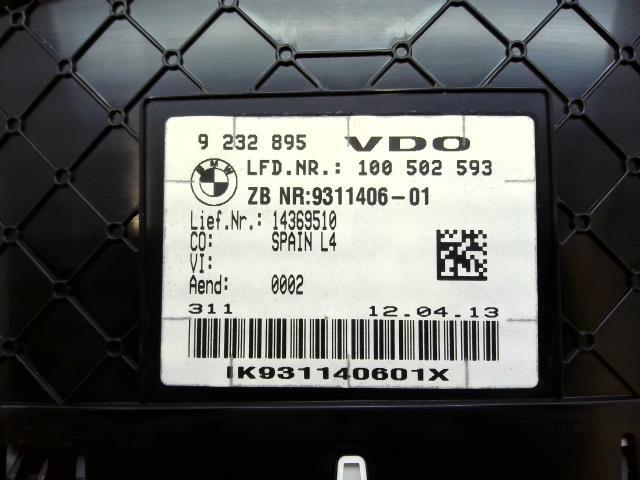 9 232 895 VDO
BMW
LFD.NR.: 100 502 593
ZB NR:9311406-01
Lief.Nr.: 14369510
CO: SPAIN L4
VI:
Aend: 0002
311 12.04.13
IK931140601X